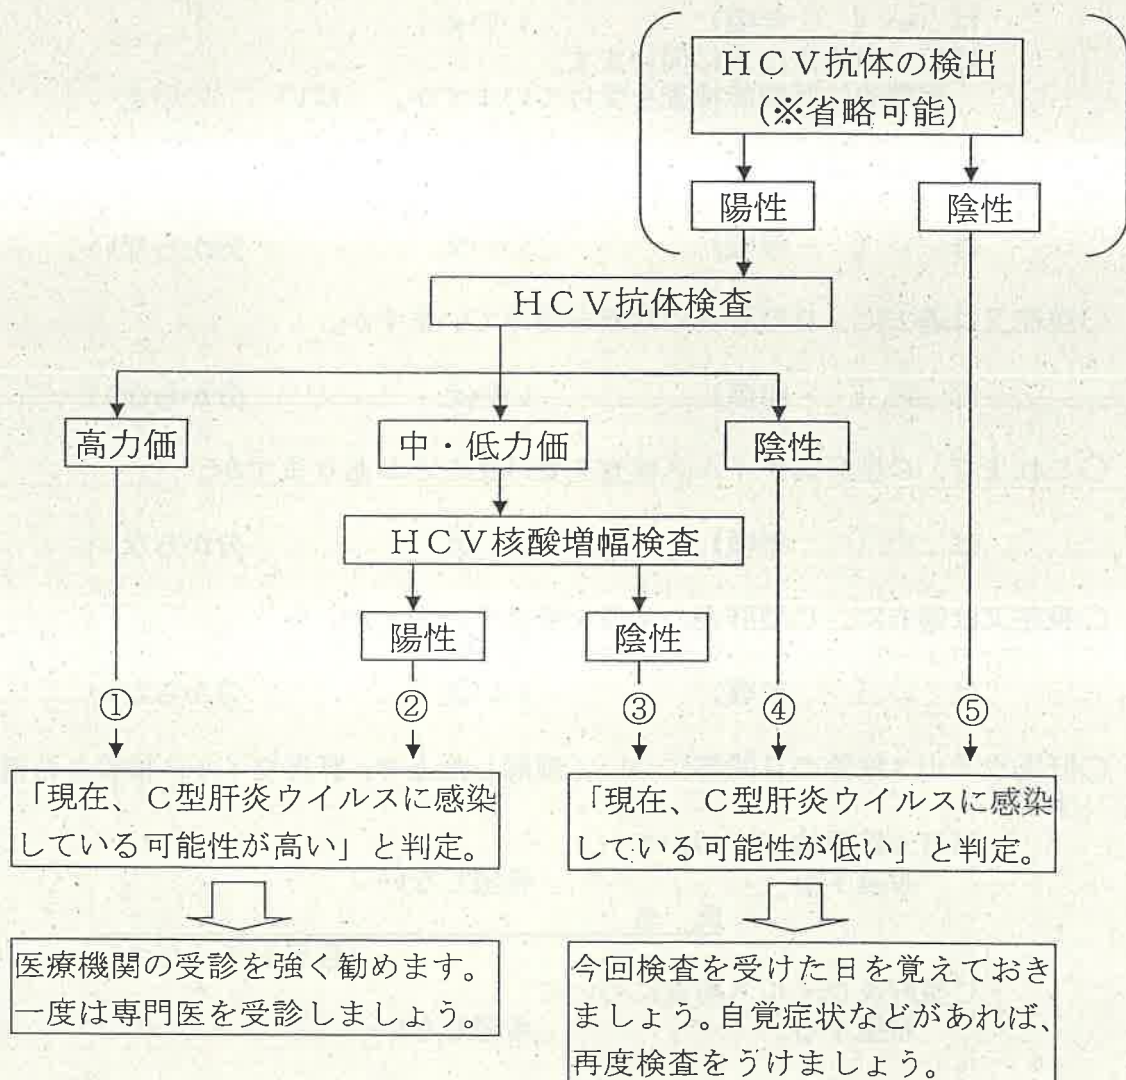 HCV抗体の検出
(※省略可能)
陽性
陰性
HCV抗体検査
高力価
中・低力価
陰性
HCV核酸増幅検査
陽性
陰性
①
②
③
④
⑤
「現在、C型肝炎ウイルスに感染
している可能性が高い」と判定。
「現在、C型肝炎ウイルスに感染
している可能性が低い」と判定。
医療機関の受診を強く勧めます。
一度は専門医を受診しましょう。
今回検査を受けた日を覚えておき
ましょう。自覚症状などがあれば、
再度検査をうけましょう。